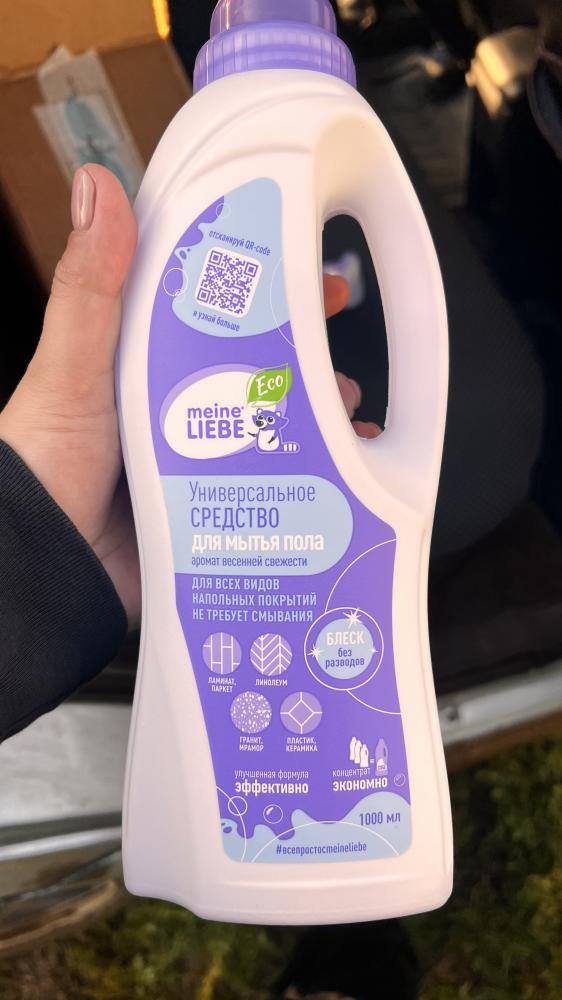 отсканируй QR-code
и узнай больше
Eco
meine®
LIEBE
Универсальное
СРЕДСТВО
для мытья пола
аромат весенней свежести
ДЛЯ ВСЕХ ВИДОВ
НАПОЛЬНЫХ ПОКРЫТИЙ
НЕ ТРЕБУЕТ СМЫВАНИЯ
БЛЕСК
без
разводов
ЛАМИНАТ,
ПАРКЕТ
ЛИНОЛЕУМ
ГРАНИТ,
МРАМОР
ПЛАСТИК,
КЕРАМИКА
улучшенная формула
эффективно
концентрат
экономно
1000 мл
#всепростосmeineliebe